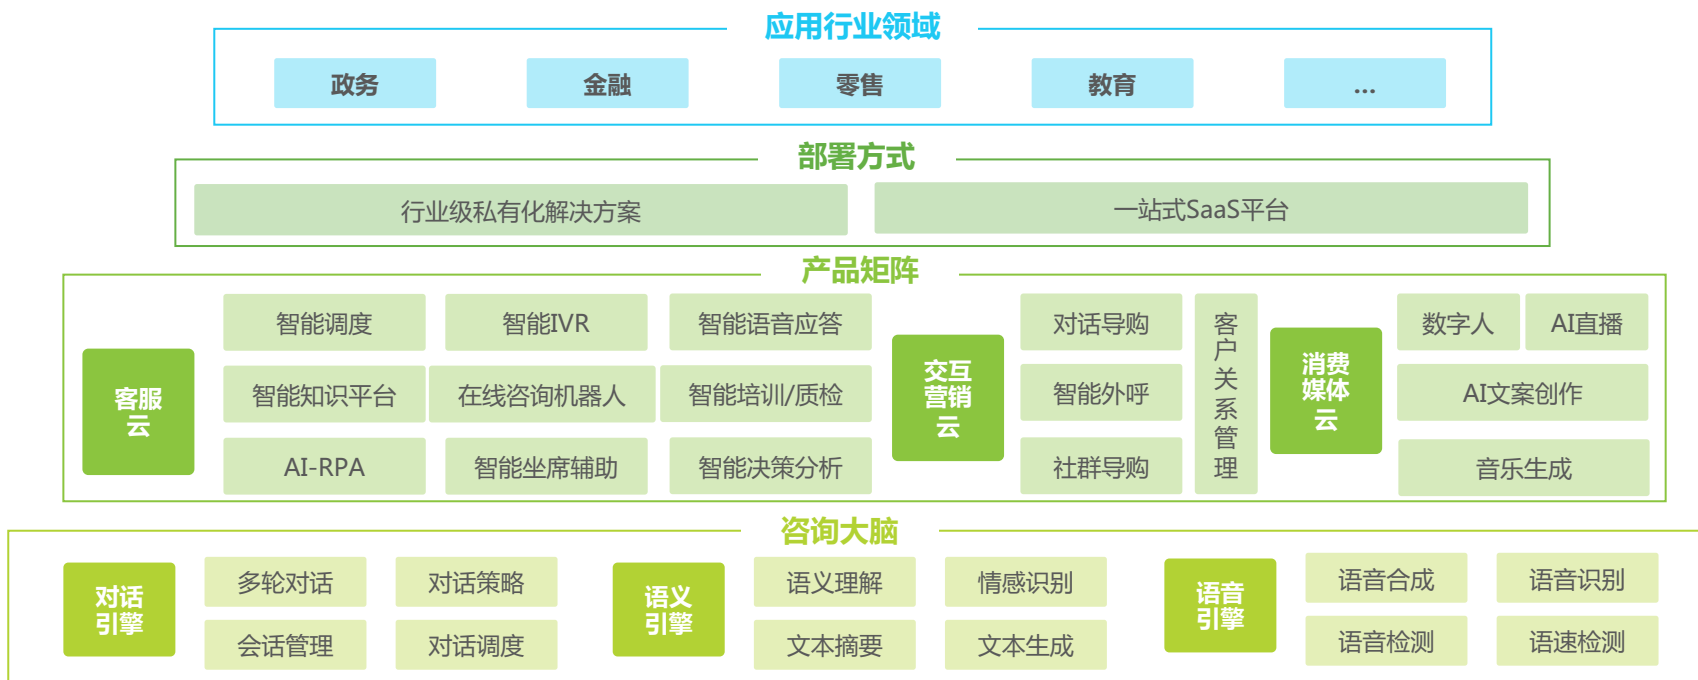 应用行业领域
政务
金融
零售
教育
...
部署方式
行业级私有化解决方案
一站式SaaS平台
产品矩阵
客服
云
智能调度
智能IVR
智能语音应答
智能知识平台
在线咨询机器人
智能培训/质检
AI-RPA
智能坐席辅助
智能决策分析
交互
营销
云
对话导购
智能外呼
社群导购
客户关系管理
消费
媒体
云
数字人
AI直播
AI文案创作
音乐生成
咨询大脑
对话
引擎
多轮对话
对话策略
会话管理
对话调度
语义
引擎
语义理解
情感识别
文本摘要
文本生成
语音
引擎
语音合成
语音识别
语音检测
语速检测